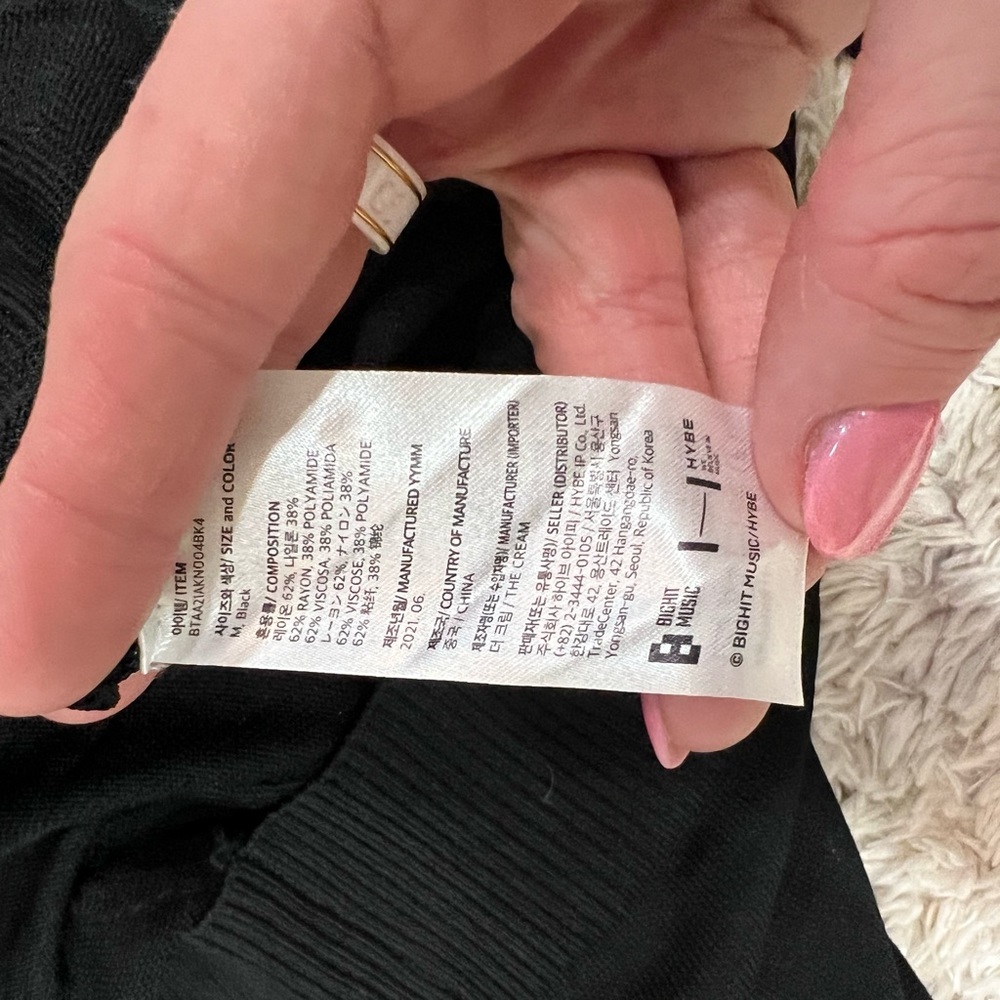 아이템/ ITEM
BTAA21AKN004BK4
사이즈와 색상/ SIZE and COLOR
M, Black
혼용률/ COMPOSITION
레이온 62%, 나일론 38%
62% RAYON, 38% POLYAMIDE
62% VISCOSA, 38% POLIAMIDA
レーヨン 62%, ナイロン 38%
62% VISCOSE, 38% POLYAMIDE
62% 粘纤, 38% 锦纶
제조년월/ MANUFACTURED YYMM
2021. 06.
제조국/ COUNTRY OF MANUFACTURE
중국 / CHINA
제조자명(또는 수입자명)/ MANUFACTURER (IMPORTER)
더 크림 / THE CREAM
판매자(또는 유통사명)/ SELLER (DISTRIBUTOR)
주식회사 하이브 아이피 / HYBE IP Co., Ltd.
(+82) 2-3444-0105 / 서울특별시 용산구
한강대로 42, 용산트레이드 센터 Yongsan
TradeCenter, 42 Hangangdae-ro,
Yongsan-gu, Seoul, Republic of Korea
BIGHIT
MUSIC
HYBE
WE
BELIEVE IN
MUSIC
© BIGHIT MUSIC/HYBE